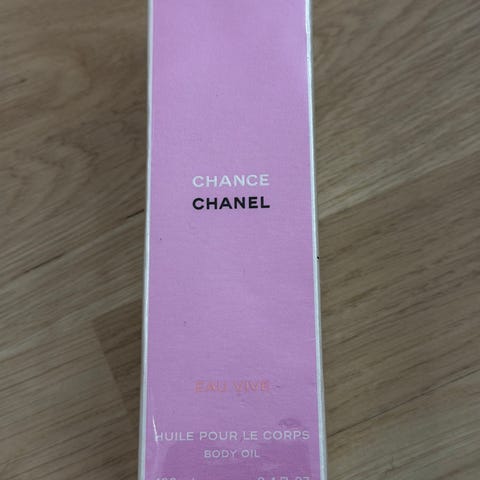 CHANCE
CHANEL
EAU VIVE
HUILE POUR LE CORPS
BODY OIL